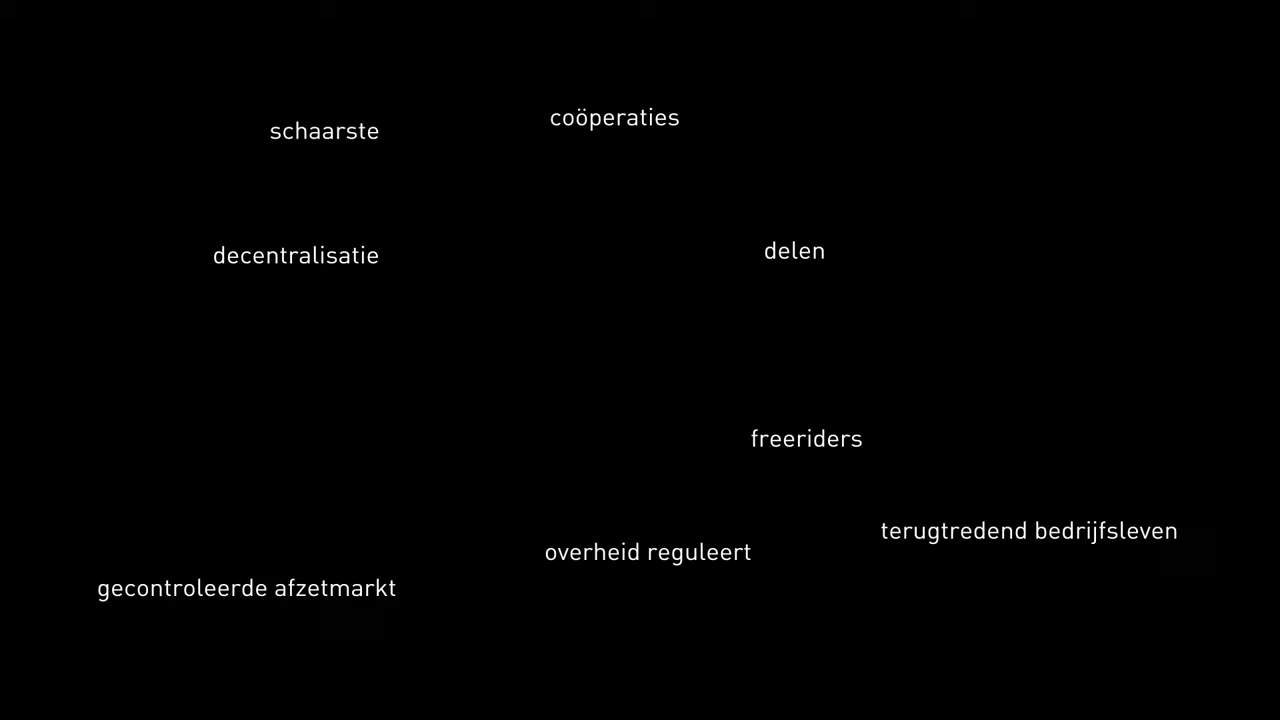 coöperaties
schaarste
delen
decentralisatie
freeriders
terugtredend bedrijfsleven
overheid reguleert
gecontroleerde afzetmarkt